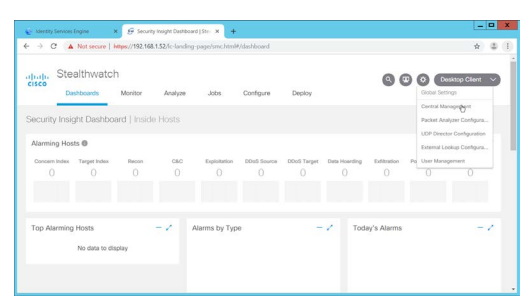 Identity Services Engine
Security Insight Dashboard | Ste
Not secure | https://192.168.1.52/lc-landing-page/smc.html#/dashboard
CISCO
Stealthwatch
Desktop Client
Dashboards Monitor Analyze Jobs Configure Deploy
Global Settings
Central Management
Packet Analyzer Configura...
UDP Director Configuration
External Lookup Configura...
User Management
Security Insight Dashboard | Inside Hosts
Alarming Hosts
Concern Index Target Index Recon C&C Exploitation DDoS Source DDoS Target Data Hoarding Exfiltration
0 0 0 0 0 0 0 0 0 0 0
Top Alarming Hosts
No data to display
Alarms by Type
Today's Alarms